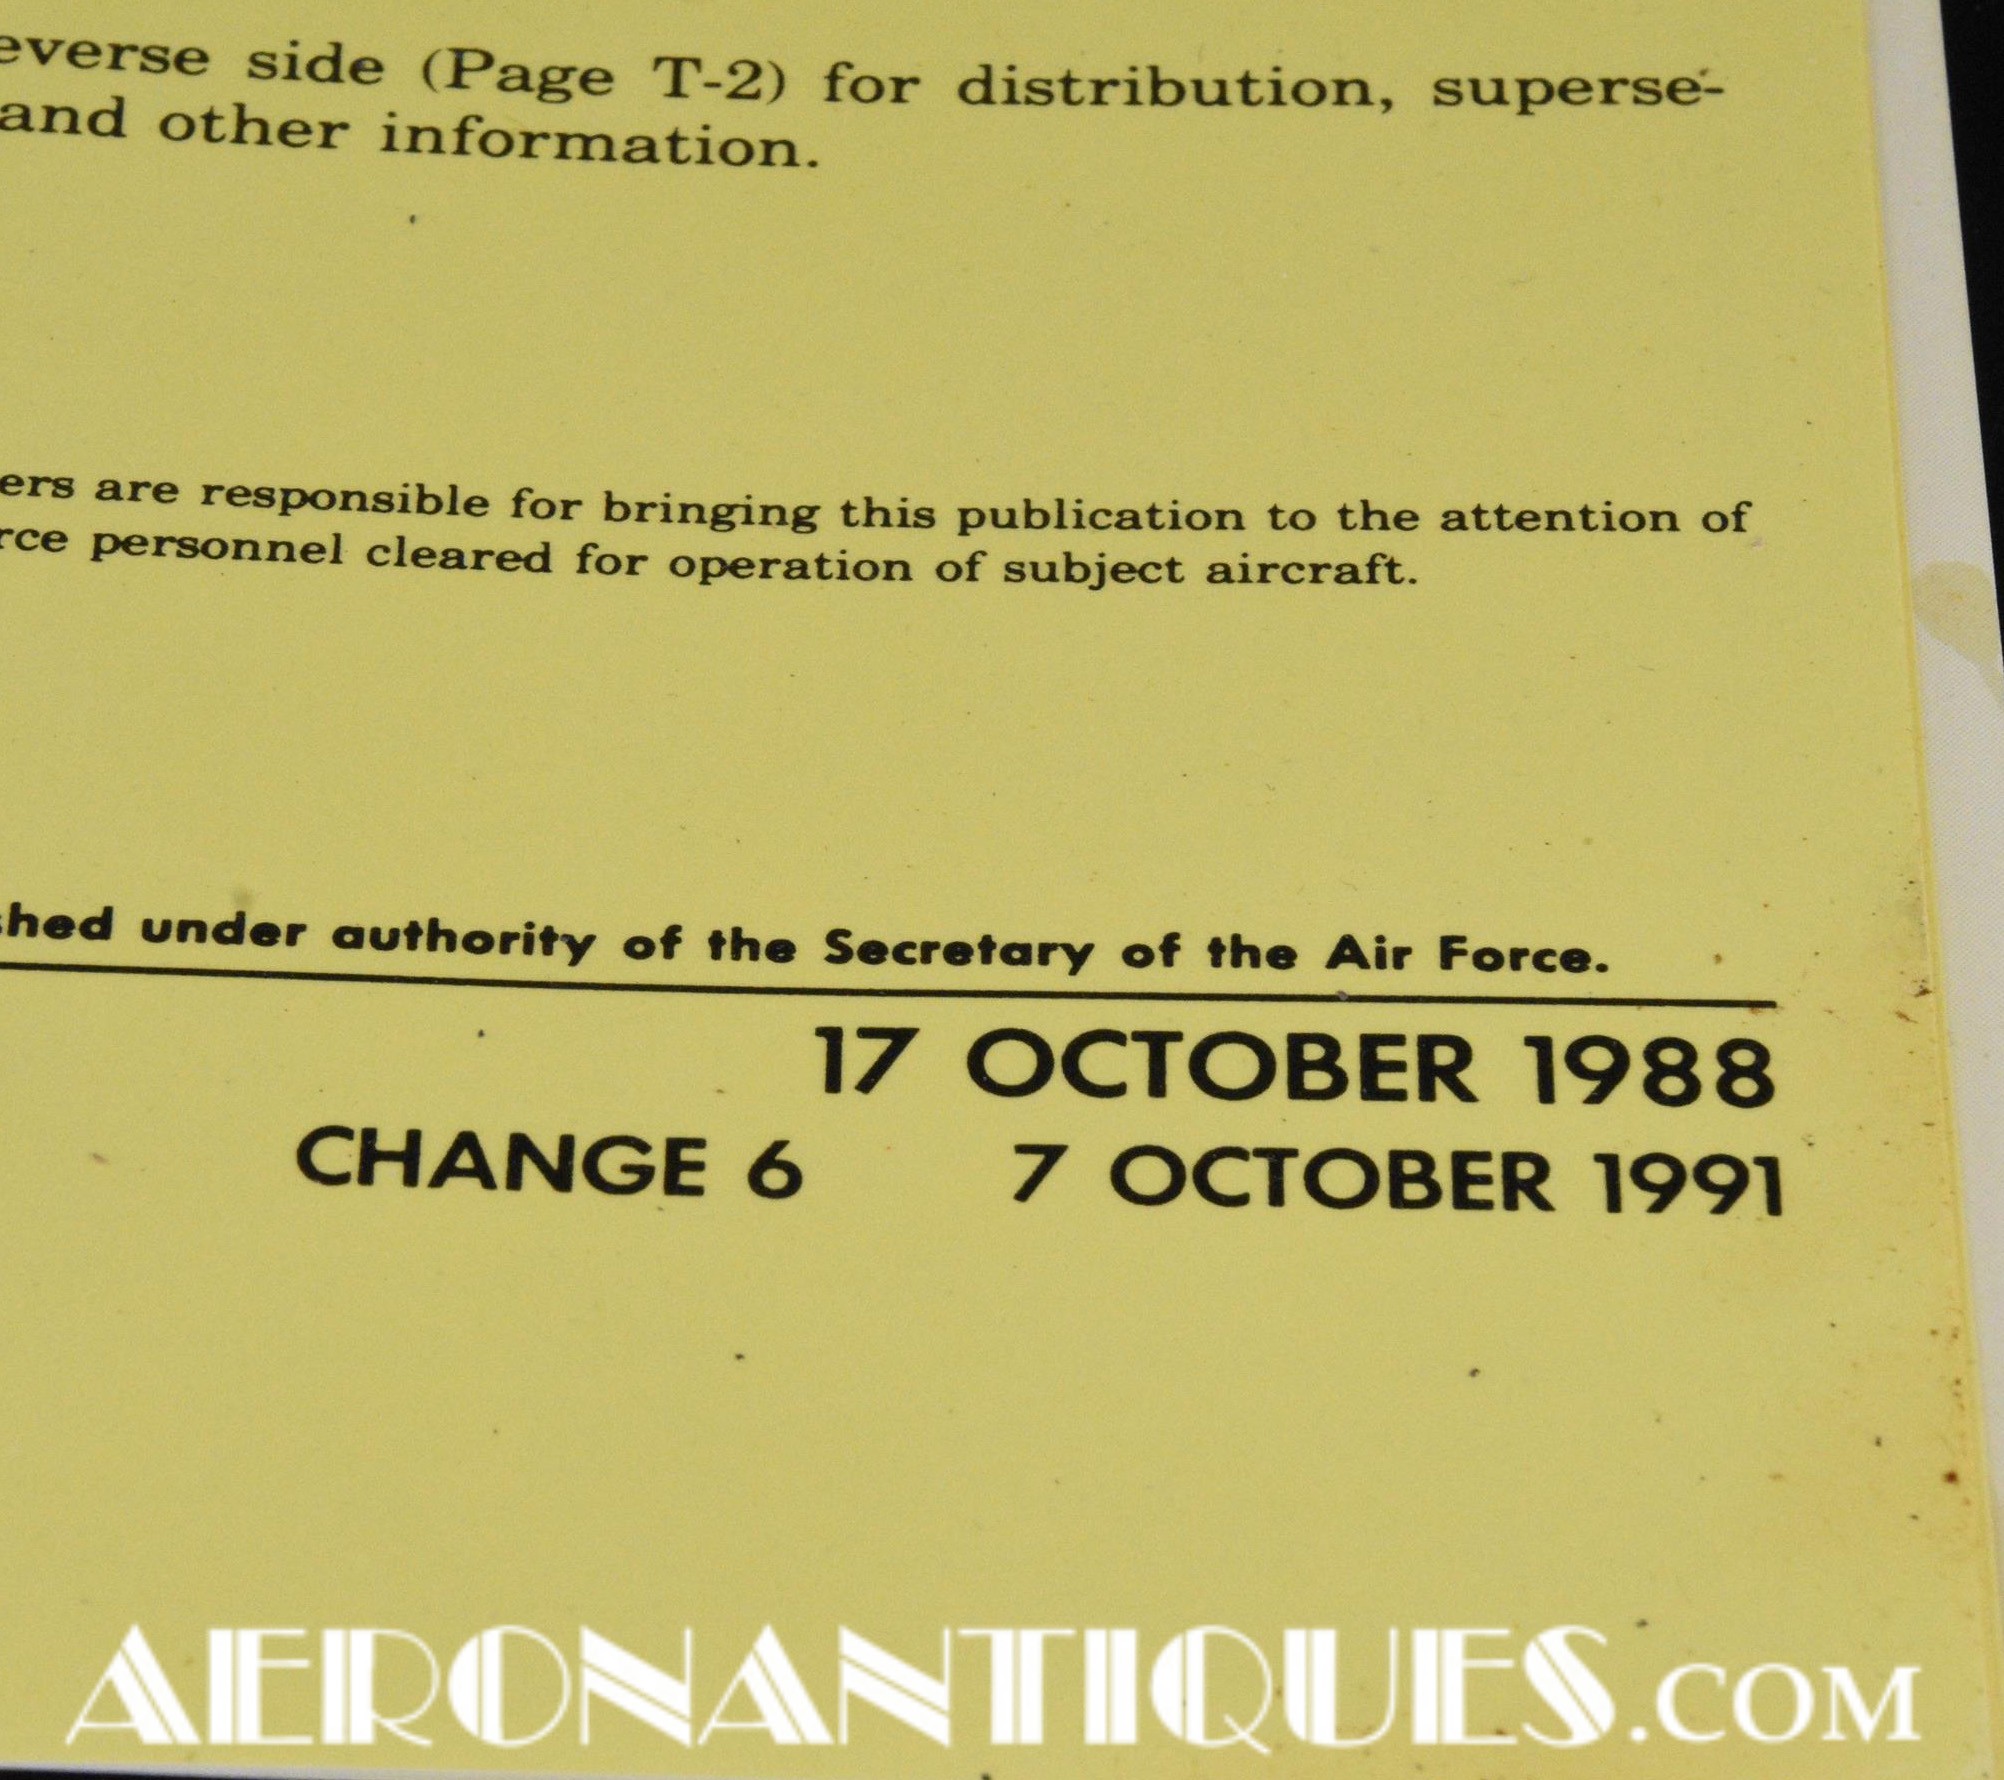 everse side (Page T-2) for distribution, superse-
and other information.
ers are responsible for bringing this publication to the attention of
rce personnel cleared for operation of subject aircraft.
shed under authority of the Secretary of the Air Force.
17 OCTOBER 1988
CHANGE 6 7 OCTOBER 1991
AERONANTIQUES.COM